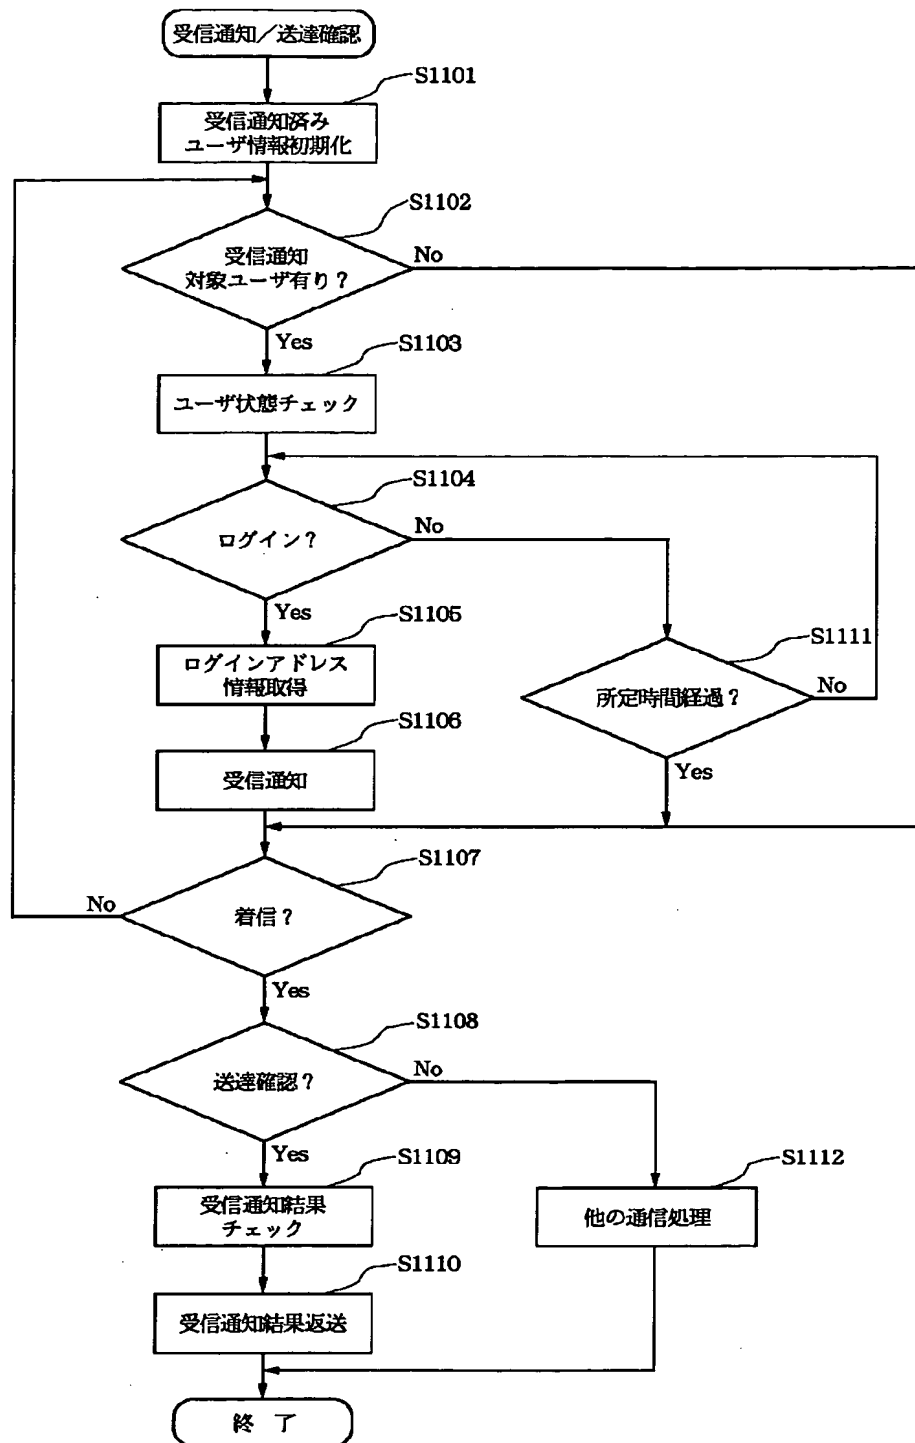 受信通知/送達確認
S1101
受信通知済み
ユーザ情報初期化
S1102
受信通知
対象ユーザ有り?
No
Yes
S1103
ユーザ状態チェック
S1104
ログイン?
No
Yes
S1105
ログインアドレス
情報取得
S1111
所定時間経過?
No
Yes
S1106
受信通知
S1107
着信?
No
Yes
S1108
送達確認?
No
Yes
S1109
受信通知結果
チェック
S1112
他の通信処理
S1110
受信通知結果返送
終 了